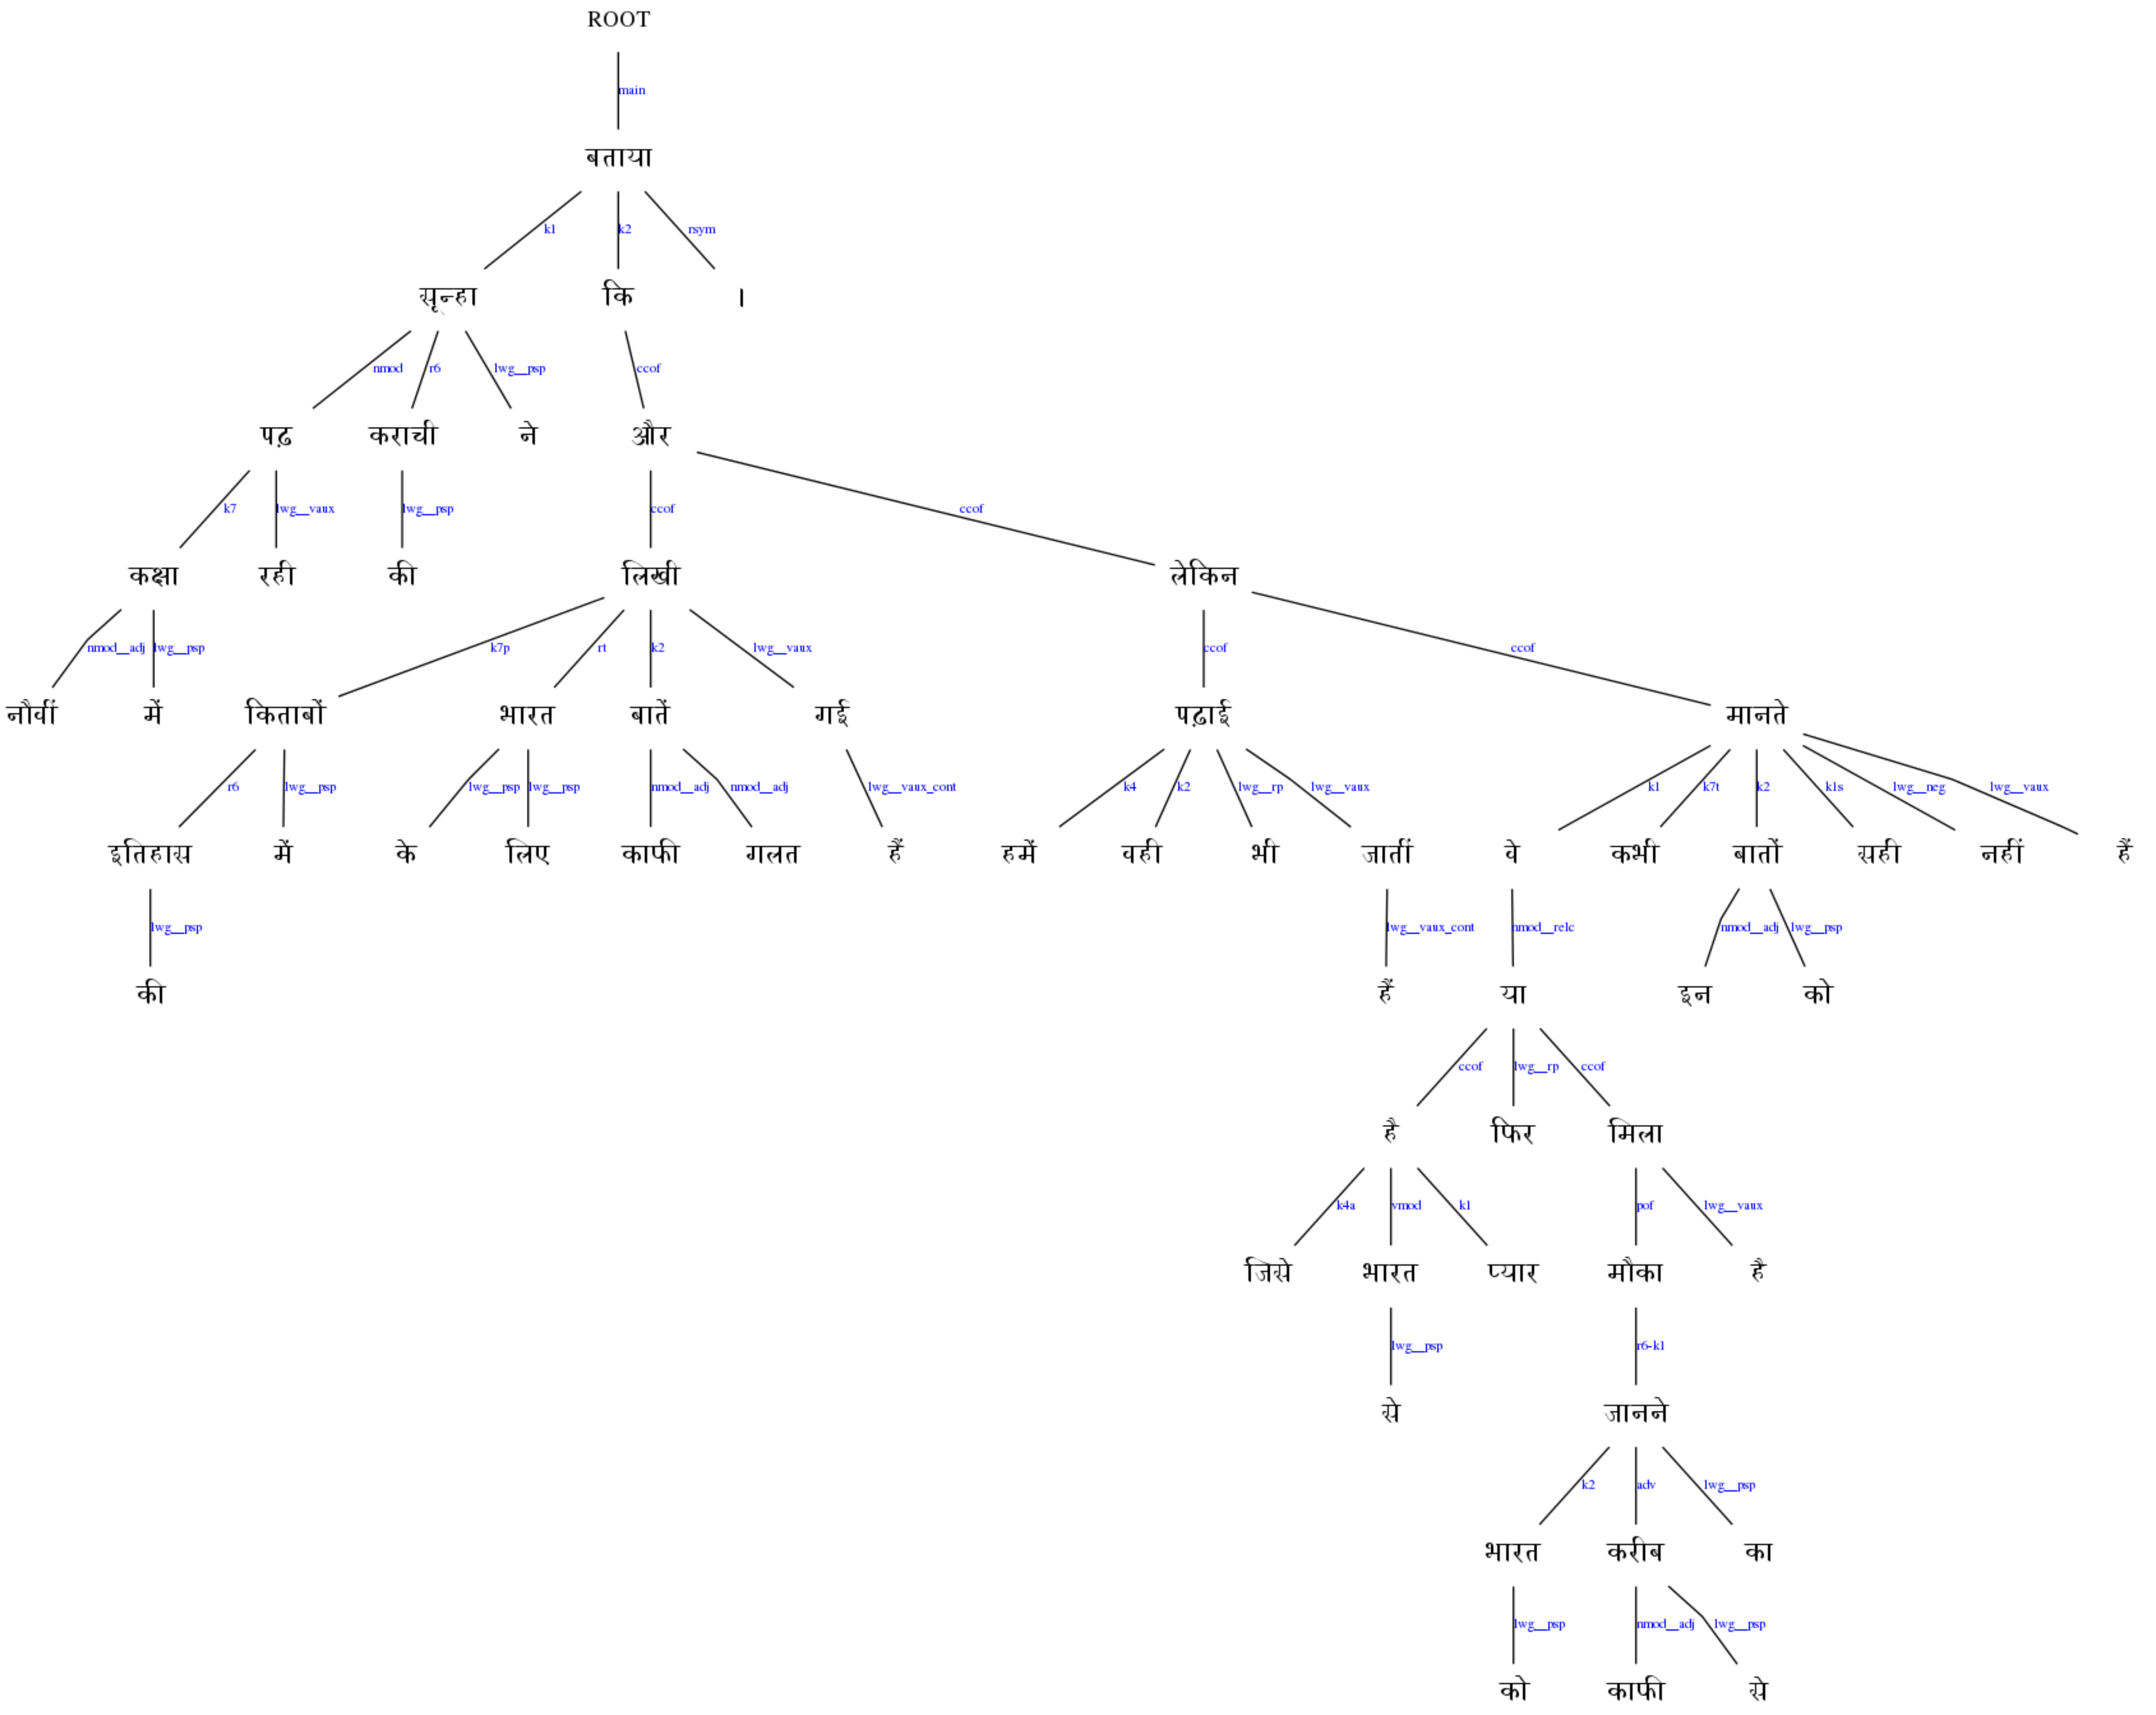 ROOT
main
बताया
k1 k2 rsym
सृन्हा कि ।
nmod r6 lwg__psp ccof
पढ़ कराची ने और
k7 lwg__vaux lwg__psp ccof ccof
कक्षा रही की लिखी लेकिन
nmod__adj lwg__psp k7p rt k2 lwg__vaux ccof ccof
नौवीं में किताबों भारत बातें गई पढ़ाई मानते
r6 lwg__psp lwg__psp lwg__psp nmod__adj nmod__adj lwg__vaux_cont k4 k2 lwg__rp lwg__vaux k1 k7t k2 k1s lwg__neg lwg__vaux
इतिहास में के लिए काफी गलत हैं हमें वही भी जातीं वे कभी बातों सही नहीं हैं
lwg__psp lwg__vaux_cont nmod__relc nmod__adj lwg__psp
की हैं या इन को
ccof lwg__rp ccof
है फिर मिला
k4a vmod k1 pof lwg__vaux
जिसे भारत प्यार मौका है
lwg__psp r6-k1
से जानने
k2 adv lwg__psp
भारत करीब का
lwg__psp nmod__adj lwg__psp
को काफी से